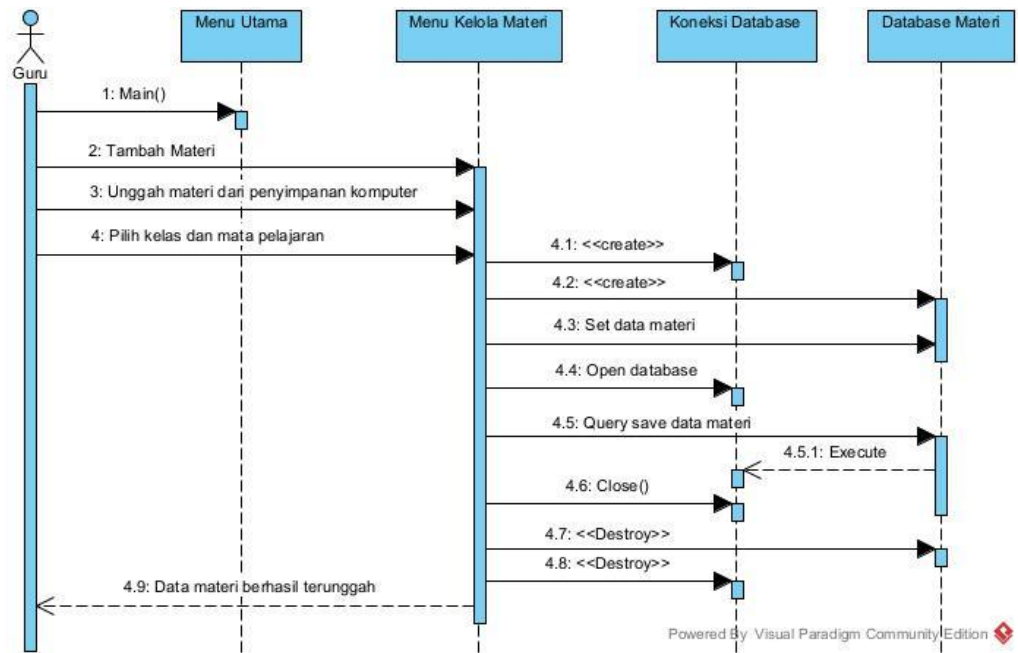 Menu Utama
Menu Kelola Materi
Koneksi Database
Database Materi
Guru
1: Main()
2: Tambah Materi
3: Unggah materi dari penyimpanan komputer
4: Pilih kelas dan mata pelajaran
4.1: <<create>>
4.2: <<create>>
4.3: Set data materi
4.4: Open database
4.5: Query save data materi
4.5.1: Execute
4.6: Close()
4.7: <<Destroy>>
4.8: <<Destroy>>
4.9: Data materi berhasil terunggah
Powered By Visual Paradigm Community Edition